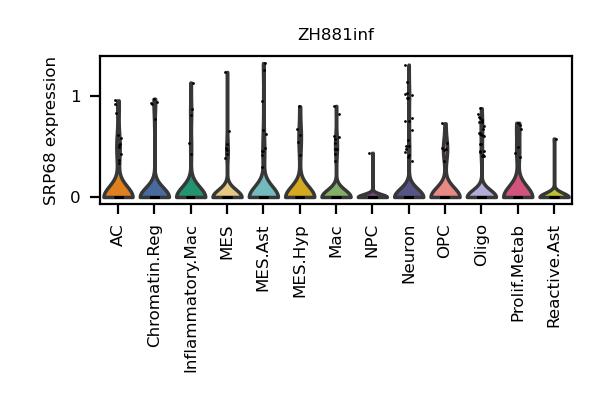 ZH881inf
SRP68 expression
1
0
AC
Chromatin.Reg
Inflammatory.Mac
MES
MES.Ast
MES.Hyp
Mac
NPC
Neuron
OPC
Oligo
Prolif.Metab
Reactive.Ast